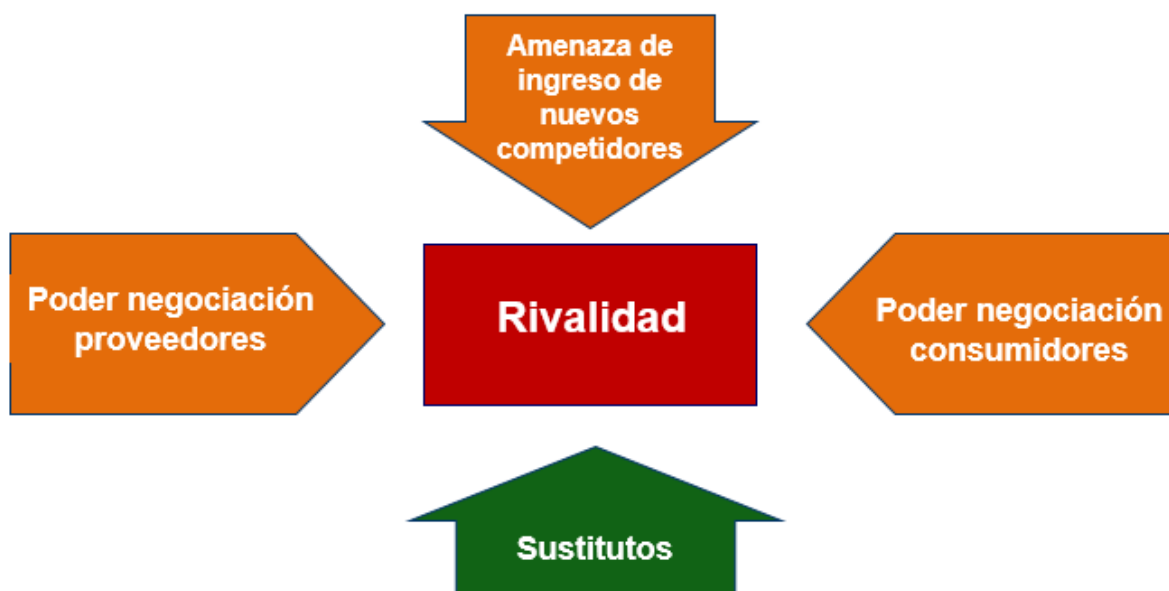 Amenaza de
ingreso de
nuevos
competidores
Poder negociación
proveedores
Rivalidad
Poder negociación
consumidores
Sustitutos